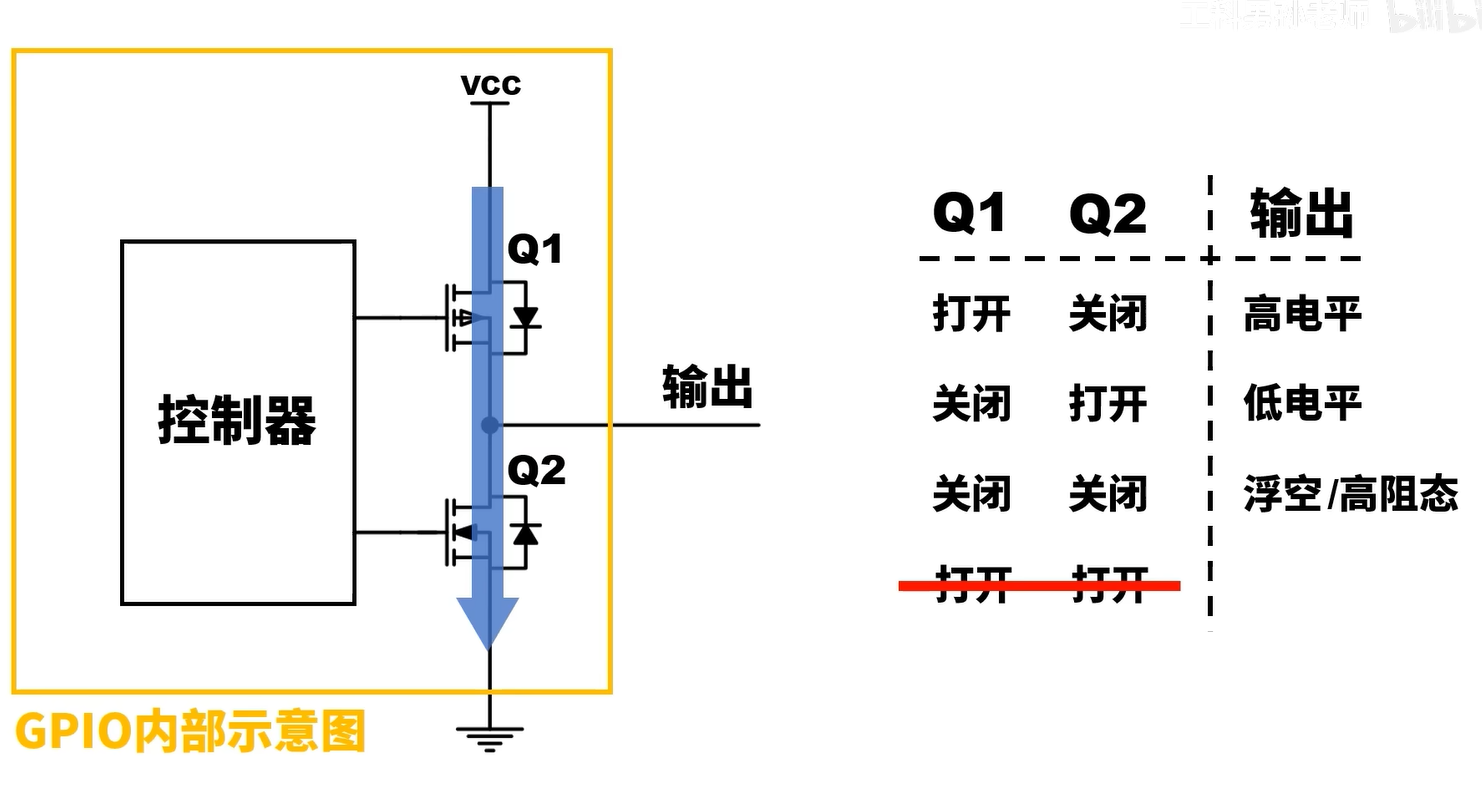 VCC
Q1
控制器
输出
Q2
GPIO内部示意图
Q1 Q2 输出
打开 关闭 高电平
关闭 打开 低电平
关闭 关闭 浮空/高阻态
打开 打开